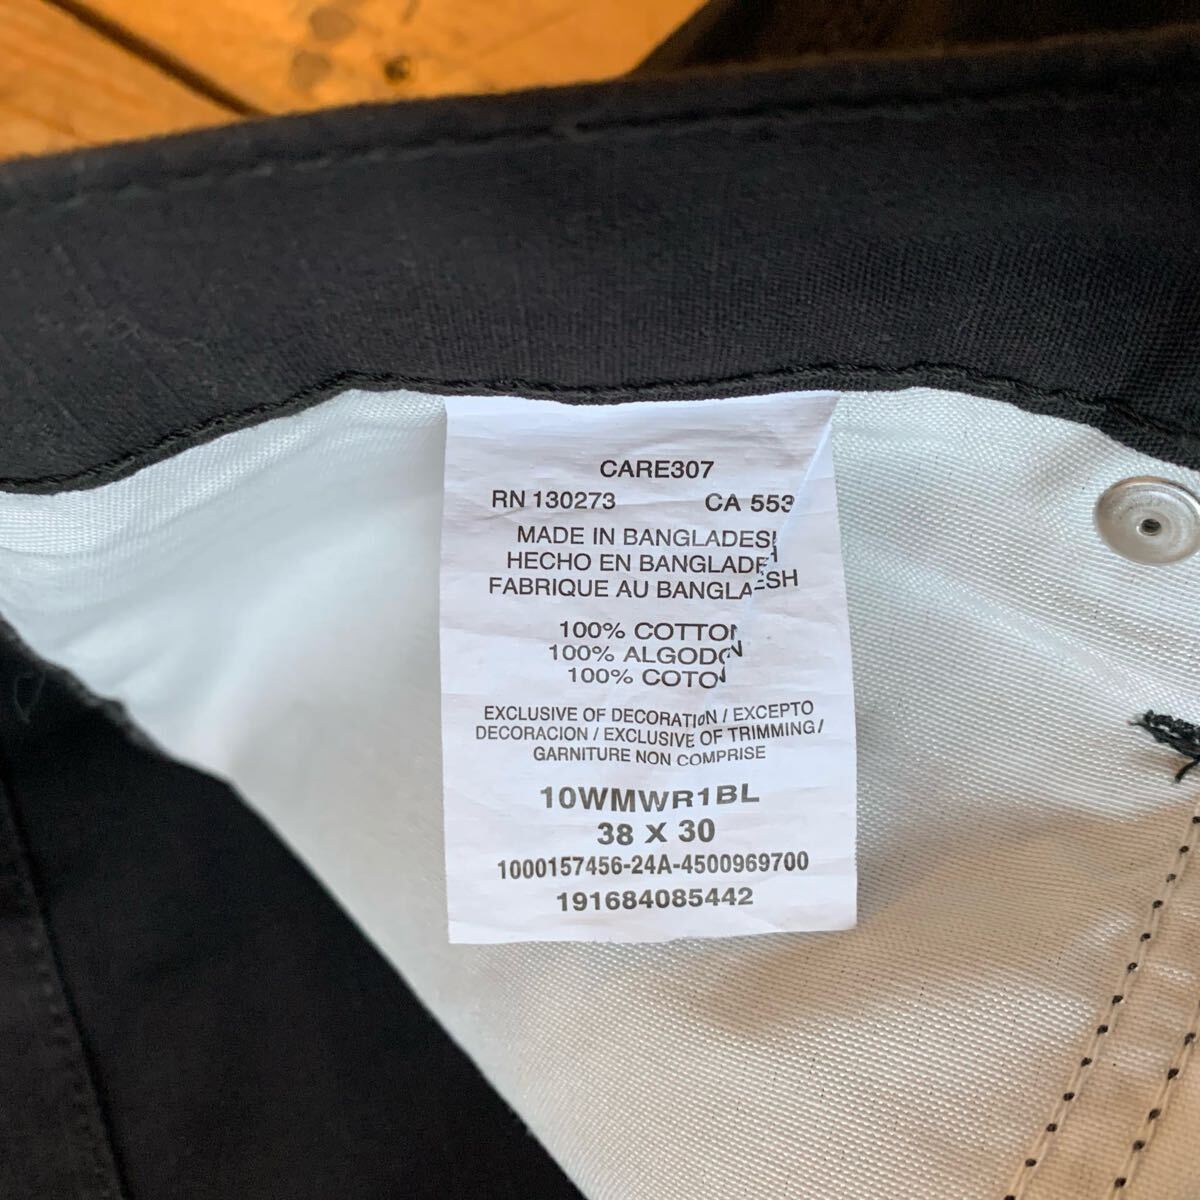 CARE307
RN 130273 CA 553
MADE IN BANGLADESH
HECHO EN BANGLADESH
FABRIQUE AU BANGLADESH
100% COTTON
100% ALGODON
100% COTON
EXCLUSIVE OF DECORATION / EXCEPTO
DECORACION / EXCLUSIVE OF TRIMMING/
GARNITURE NON COMPRISE
10WMWR1BL
38 X 30
1000157456-24A-4500969700
191684085442